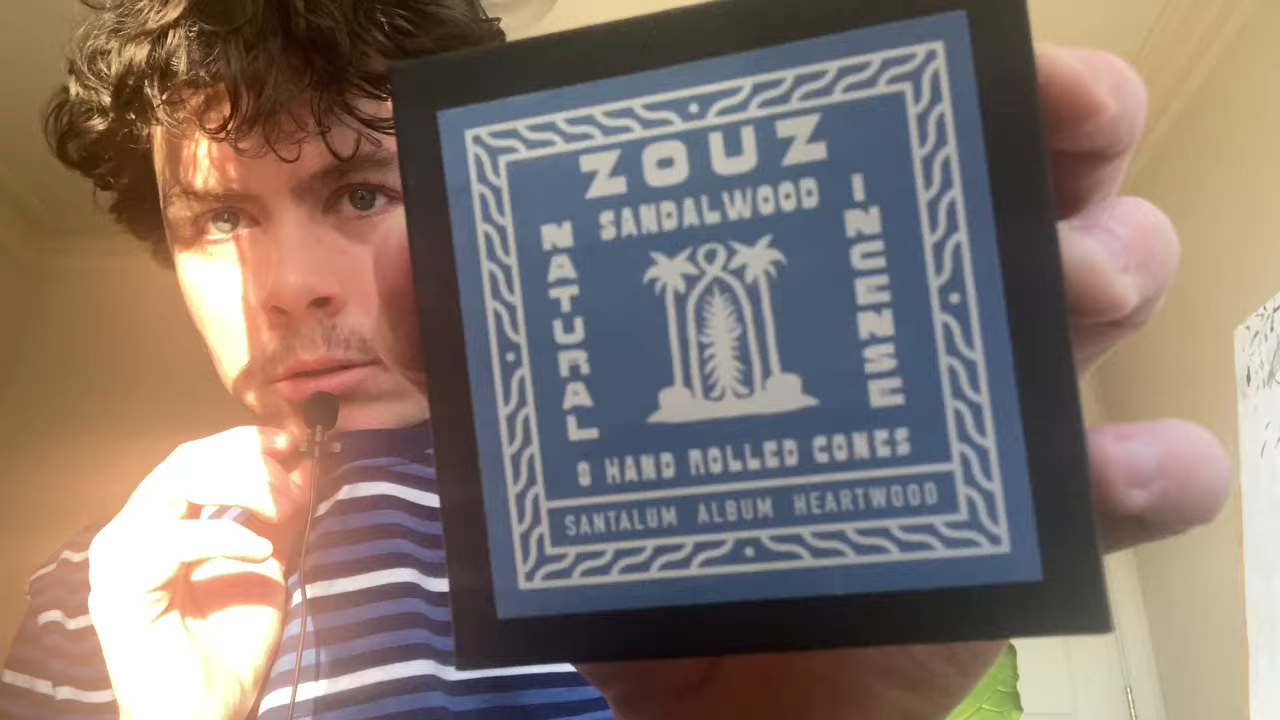 ZOUZ
SANDALWOOD
NATURAL
INCENSE
8 HAND ROLLED CONES
SANTALUM ALBUM HEARTWOOD